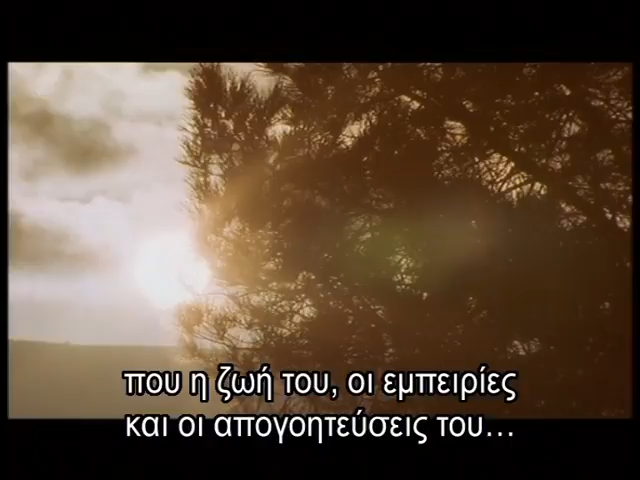 που η ζωή του, οι εμπειρίες
και οι απογοητεύσεις του...